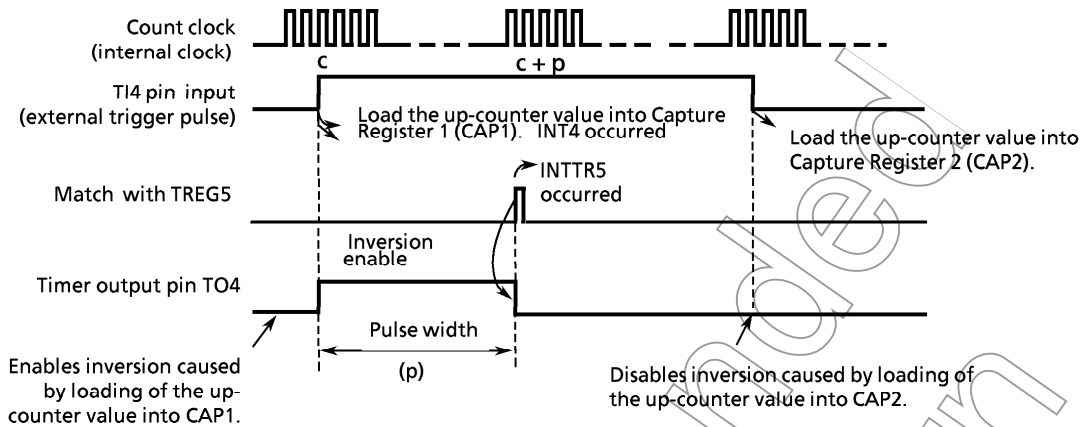 Count clock
(internal clock)
c
c + p
TI4 pin input
(external trigger pulse)
Load the up-counter value into Capture
Register 1 (CAP1). INT4 occurred
Load the up-counter value into
Capture Register 2 (CAP2).
Match with TREG5
INTTR5
occurred
Inversion
enable
Timer output pin TO4
Pulse width
(p)
Enables inversion caused
by loading of the up-
counter value into CAP1.
Disables inversion caused by loading of
the up-counter value into CAP2.